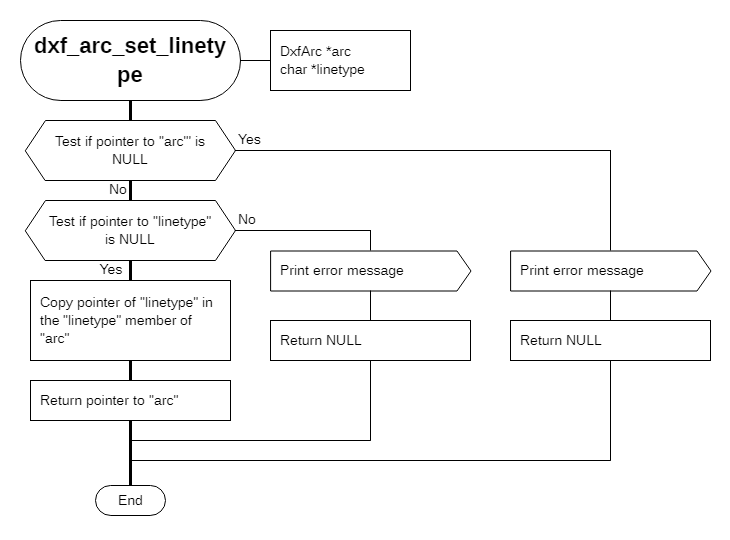 dxf_arc_set_linety
pe
DxfArc *arc
char *linetype
Test if pointer to "arc'" is
NULL
Yes
No
Test if pointer to "linetype"
is NULL
No
Yes
Print error message
Print error message
Copy pointer of "linetype" in
the "linetype" member of
"arc"
Return NULL
Return NULL
Return pointer to "arc"
End